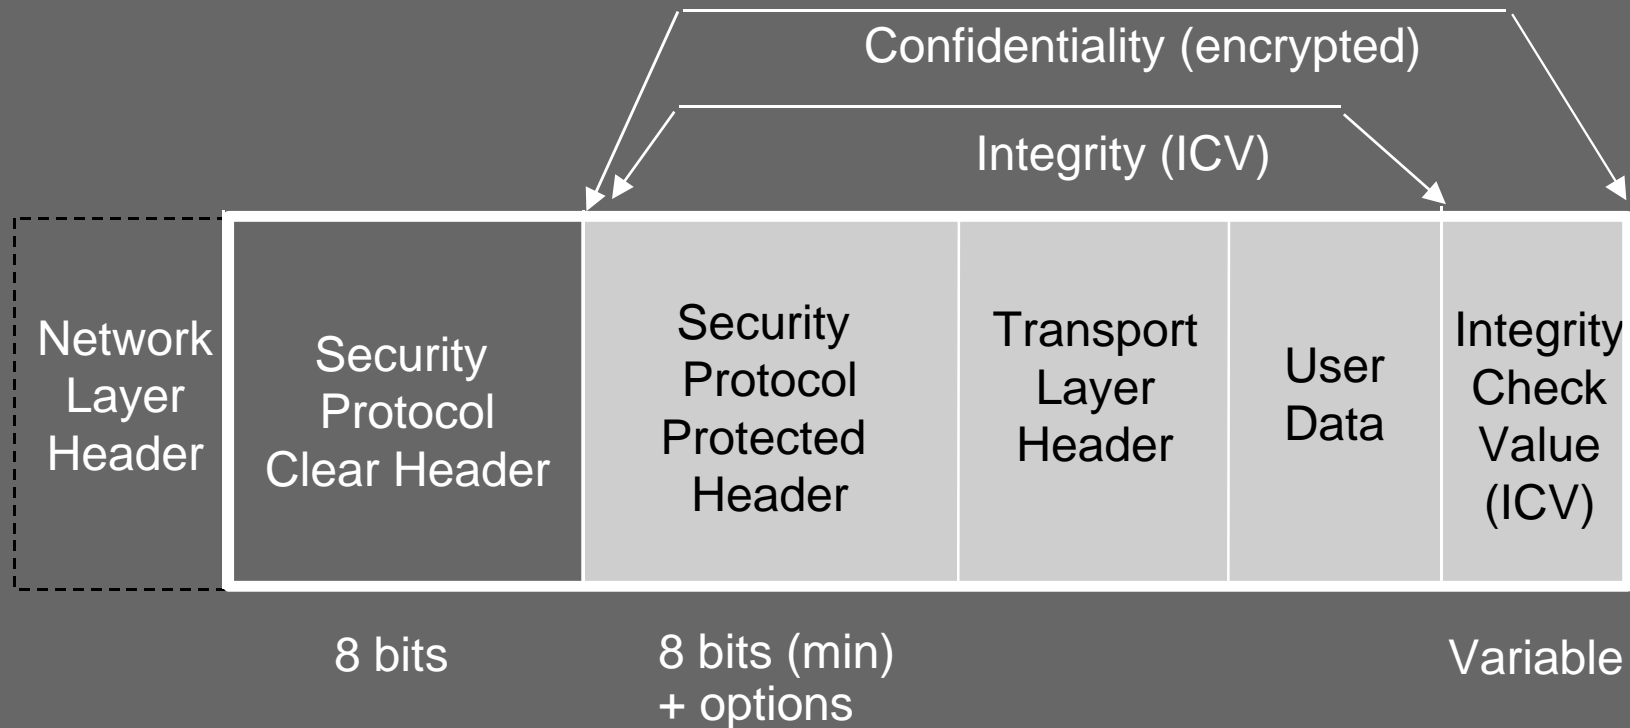 Confidentiality (encrypted)
Integrity (ICV)
Network
Layer
Header
Security
Protocol
Clear Header
Security
Protocol
Protected
Header
Transport
Layer
Header
User
Data
Integrity
Check
Value
(ICV)
8 bits
8 bits (min)
+ options
Variable